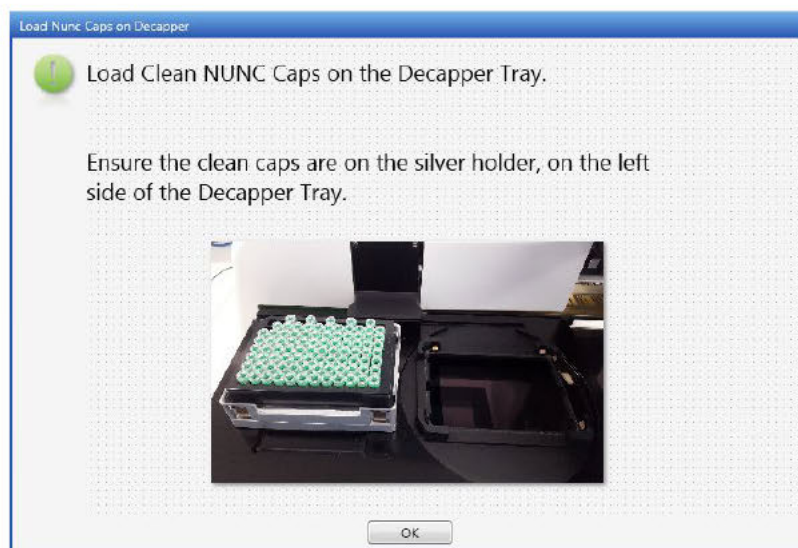 Load Nunc Caps on Decapper
Load Clean NUNC Caps on the Decapper Tray.
Ensure the clean caps are on the silver holder, on the left
side of the Decapper Tray.
OK